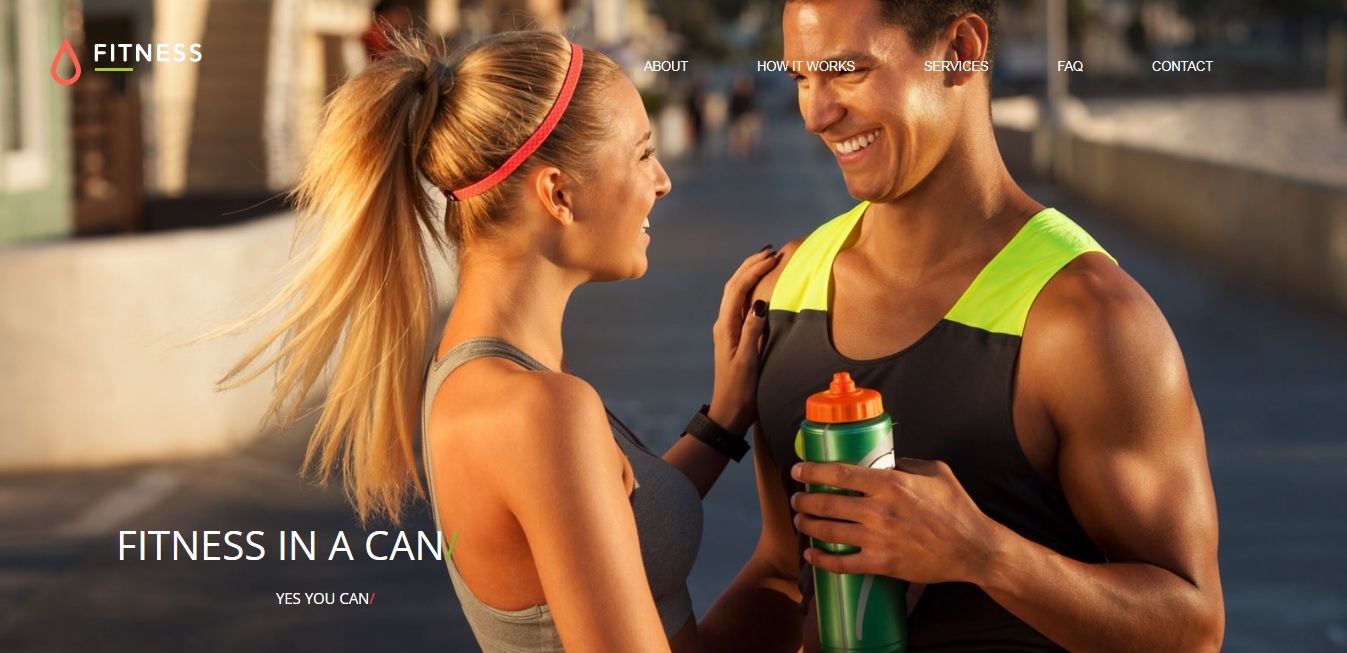 FITNESS
ABOUT HOW IT WORKS SERVICES FAQ CONTACT
FITNESS IN A CAN/
YES YOU CAN/